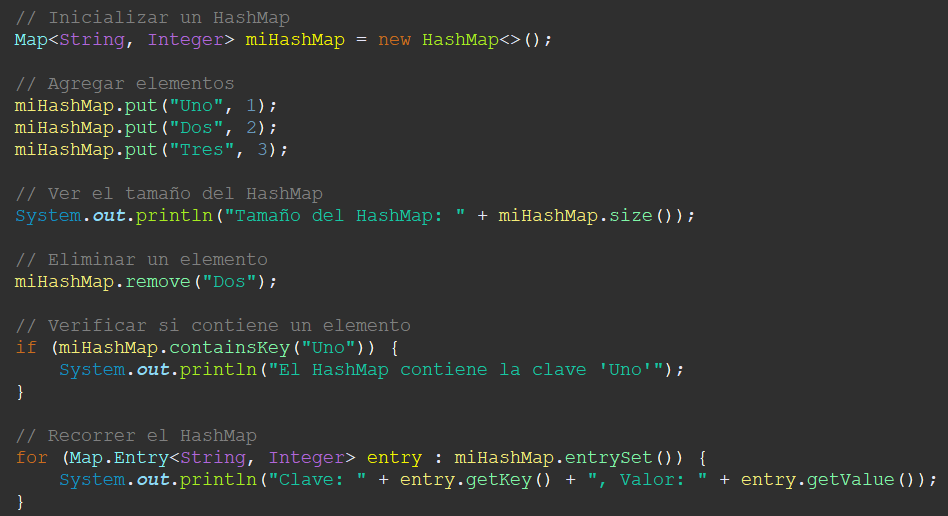 // Inicializar un HashMap
Map<String, Integer> miHashMap = new HashMap<>();
// Agregar elementos
miHashMap.put("Uno", 1);
miHashMap.put("Dos", 2);
miHashMap.put("Tres", 3);
// Ver el tamaño del HashMap
System.out.println("Tamaño del HashMap: " + miHashMap.size());
// Eliminar un elemento
miHashMap.remove("Dos");
// Verificar si contiene un elemento
if (miHashMap.containsKey("Uno")) {
    System.out.println("El HashMap contiene la clave 'Uno'");
}
// Recorrer el HashMap
for (Map.Entry<String, Integer> entry : miHashMap.entrySet()) {
    System.out.println("Clave: " + entry.getKey() + ", Valor: " + entry.getValue());
}